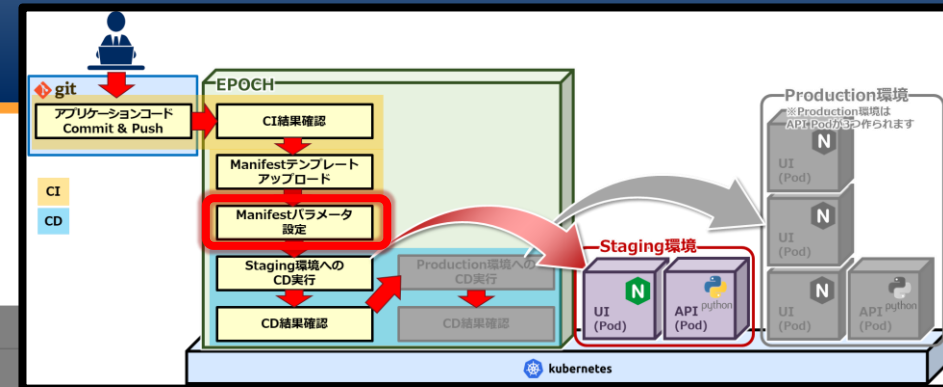 git
アプリケーションコード
Commit & Push
CI
CD
EPOCH
CI結果確認
Manifestテンプレート
アップロード
Manifestパラメータ
設定
Staging環境への
CD実行
CD結果確認
Production環境への
CD実行
CD結果確認
Staging環境
N
UI
(Pod)
python
API
(Pod)
Production環境
※Production環境は
API Podが3つ作られます
N
UI
(Pod)
N
UI
(Pod)
N
UI
(Pod)
python
API
(Pod)
kubernetes